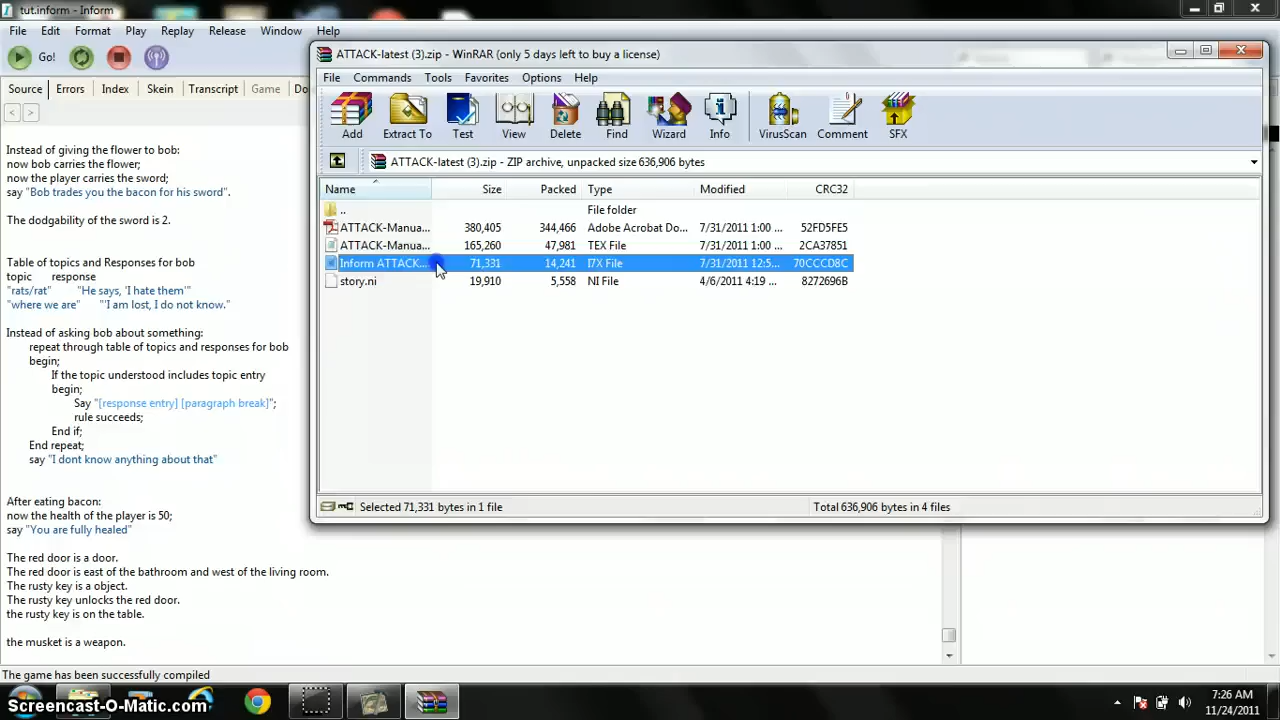 tut.inform - Inform
File Edit Format Play Replay Release Window Help
Go!
Source Errors Index Skein Transcript Game Do
< >
Instead of giving the flower to bob:
now bob carries the flower;
now the player carries the sword;
say "Bob trades you the bacon for his sword".
The dodgability of the sword is 2.
Table of topics and Responses for bob
topic response
"rats/rat" "He says, 'I hate them'"
"where we are" "'I am lost, I do not know."
Instead of asking bob about something:
repeat through table of topics and responses for bob
begin;
If the topic understood includes topic entry
begin;
Say "[response entry] [paragraph break]";
rule succeeds;
End if;
End repeat;
say "I dont know anything about that"
After eating bacon:
now the health of the player is 50;
say "You are fully healed"
The red door is a door.
The red door is east of the bathroom and west of the living room.
The rusty key is a object.
The rusty key unlocks the red door.
the rusty key is on the table.
the musket is a weapon.
The game has been successfully compiled
ATTACK-latest (3).zip - WinRAR (only 5 days left to buy a license)
File Commands Tools Favorites Options Help
Add Extract To Test View Delete Find Wizard Info VirusScan Comment SFX
ATTACK-latest (3).zip - ZIP archive, unpacked size 636,906 bytes
Name Size Packed Type Modified CRC32
.. File folder
ATTACK-Manua... 380,405 344,466 Adobe Acrobat Do... 7/31/2011 1:00 ... 52FD5FE5
ATTACK-Manua... 165,260 47,981 TEX File 7/31/2011 1:00 ... 2CA37851
Inform ATTACK... 71,331 14,241 I7X File 7/31/2011 12:5... 70CCCD8C
story.ni 19,910 5,558 NI File 4/6/2011 4:19 ... 8272696B
Selected 71,331 bytes in 1 file Total 636,906 bytes in 4 files
Screencast-O-Matic.com
7:26 AM
11/24/2011